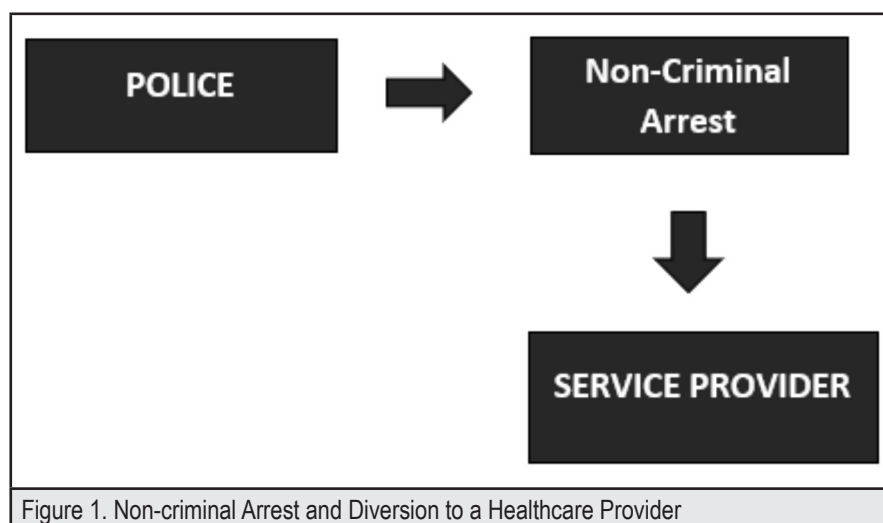 POLICE
Non-Criminal
Arrest
SERVICE PROVIDER
Figure 1. Non-criminal Arrest and Diversion to a Healthcare Provider